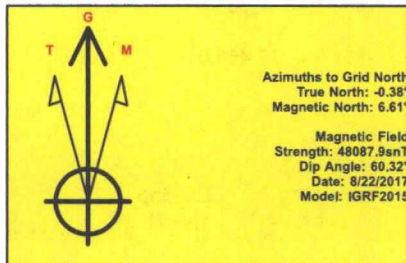 G
T M
Azimuths to Grid North
True North: -0.38°
Magnetic North: 6.61°
Magnetic Field
Strength: 48087.9snT
Dip Angle: 60.32°
Date: 8/22/2017
Model: IGRF2015